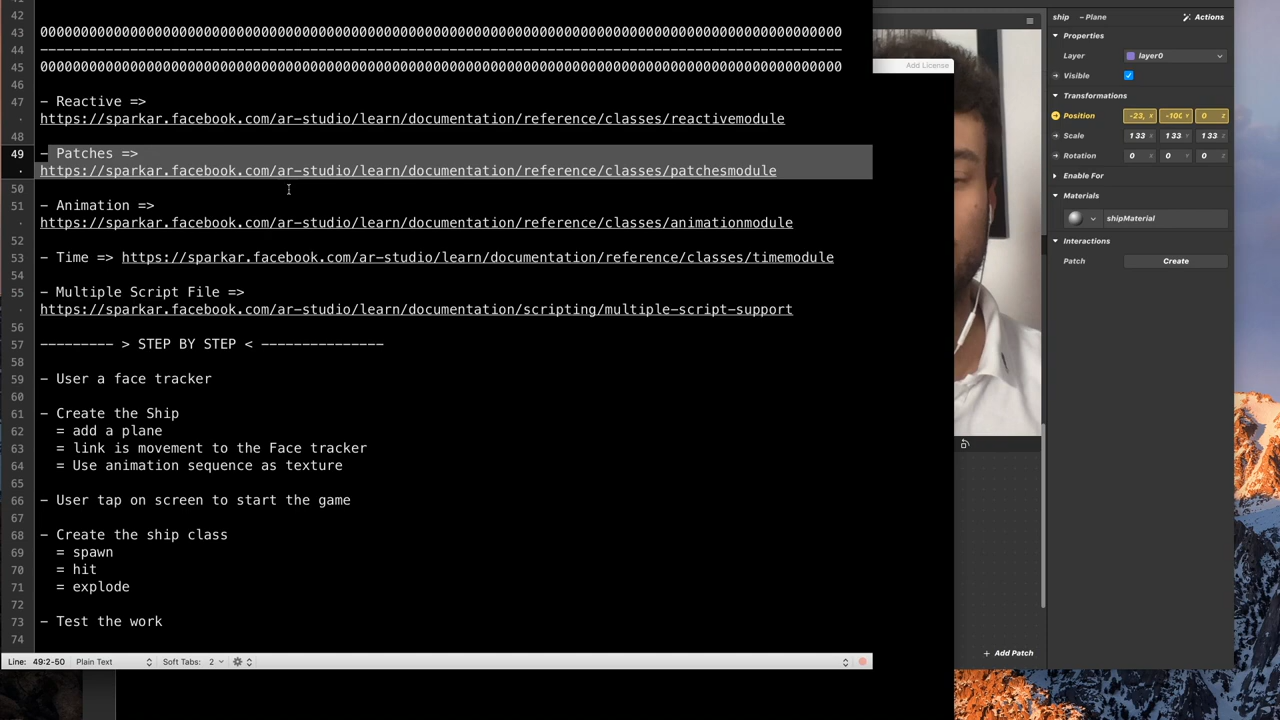 41
42
43 00000000000000000000000000000000000000000000000000000000000000000000000000000000000000000000000000
44 --------------------------------------------------------------------------------------------------
45 00000000000000000000000000000000000000000000000000000000000000000000000000000000000000000000000000
46
47 - Reactive =>
· https://sparkar.facebook.com/ar-studio/learn/documentation/reference/classes/reactivemodule
48
49 - Patches =>
· https://sparkar.facebook.com/ar-studio/learn/documentation/reference/classes/patchesmodule
50
51 - Animation =>
· https://sparkar.facebook.com/ar-studio/learn/documentation/reference/classes/animationmodule
52
53 - Time => https://sparkar.facebook.com/ar-studio/learn/documentation/reference/classes/timemodule
54
55 - Multiple Script File =>
· https://sparkar.facebook.com/ar-studio/learn/documentation/scripting/multiple-script-support
56
57 --------- > STEP BY STEP < ---------------
58
59 - User a face tracker
60
61 - Create the Ship
62 = add a plane
63 = link is movement to the Face tracker
64 = Use animation sequence as texture
65
66 - User tap on screen to start the game
67
68 - Create the ship class
69 = spawn
70 = hit
71 = explode
72
73 - Test the work
74
Line: 49:2-50 Plain Text Soft Tabs: 2
Add License
+ Add Patch
ship - Plane Actions
Properties
Layer layer0
Visible
Transformations
Position -23, X -100 Y 0 Z
Scale 133 X 133 Y 133 Z
Rotation 0 X 0 Y 0 Z
Enable For
Materials
shipMaterial
Interactions
Patch Create